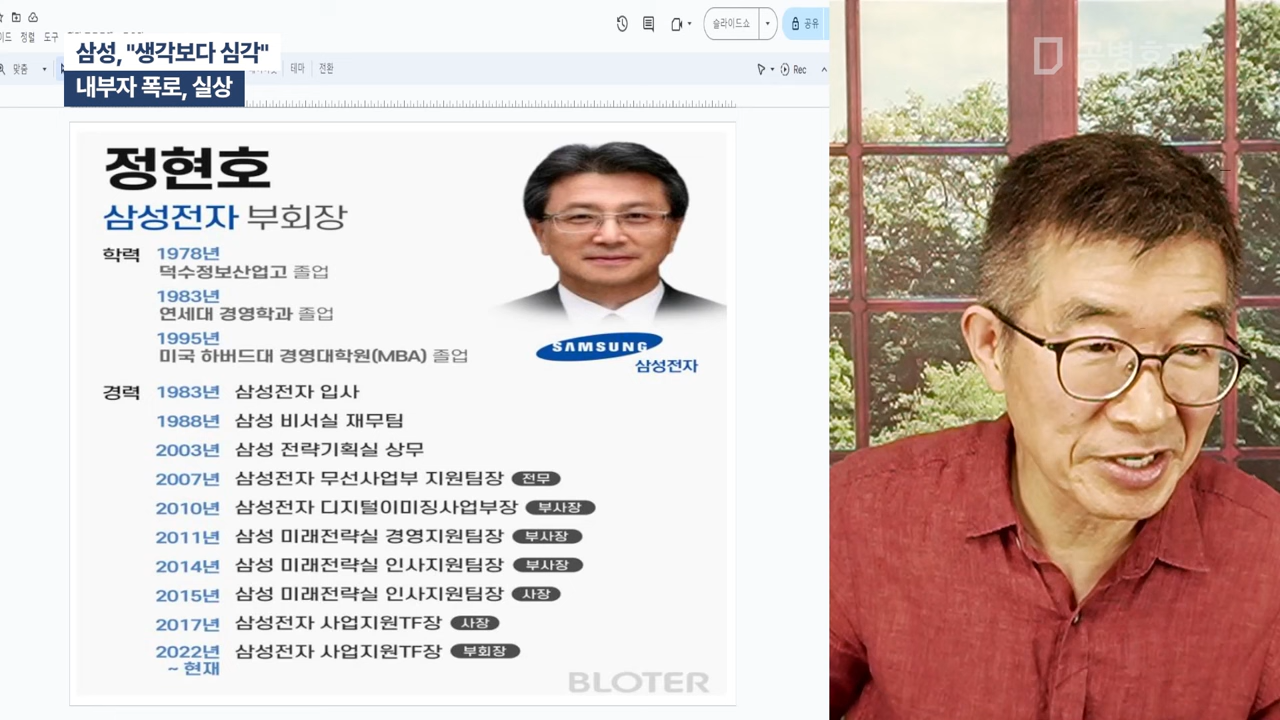 정렬
도구
슬라이드쇼
공유
삼성, "생각보다 심각"
내부자 폭로, 실상
맞춤
테마
전환
Rec
공병호
정현호
삼성전자 부회장
학력 1978년
덕수정보산업고 졸업
1983년
연세대 경영학과 졸업
1995년
미국 하버드대 경영대학원(MBA) 졸업
SAMSUNG
삼성전자
경력 1983년 삼성전자 입사
1988년 삼성 비서실 재무팀
2003년 삼성 전략기획실 상무
2007년 삼성전자 무선사업부 지원팀장 전무
2010년 삼성전자 디지털이미징사업부장 부사장
2011년 삼성 미래전략실 경영지원팀장 부사장
2014년 삼성 미래전략실 인사지원팀장 부사장
2015년 삼성 미래전략실 인사지원팀장 사장
2017년 삼성전자 사업지원TF장 사장
2022년 삼성전자 사업지원TF장 부회장
~ 현재
BLOTER